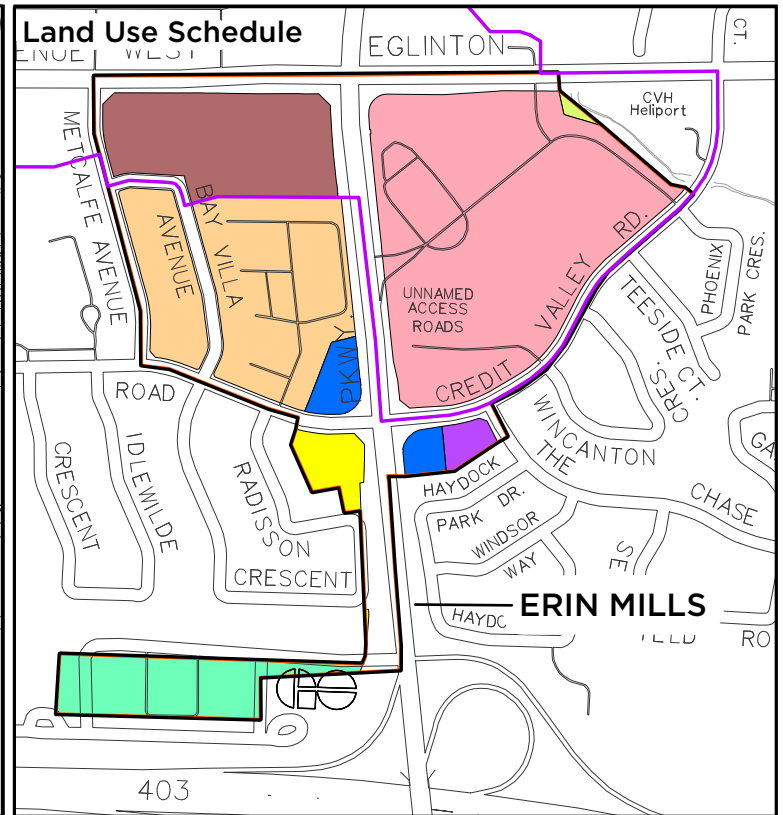 Land Use Schedule
EGLINTON
WEST
CT.
CVH
Heliport
METCALFE AVENUE
AVENUE
BAY VILLA
PKWY.
UNNAMED
ACCESS
ROADS
CREDIT VALLEY RD.
PHOENIX
PARK CRES.
TEESIDE CT.
CRES.
ROAD
WINCANTON
THE
CHASE
CRESCENT
IDLEWILDE
RADISSON
CRESCENT
HAYDOCK
PARK DR.
WINDSOR
WAY
HAYDC
ERIN MILLS
RO
403